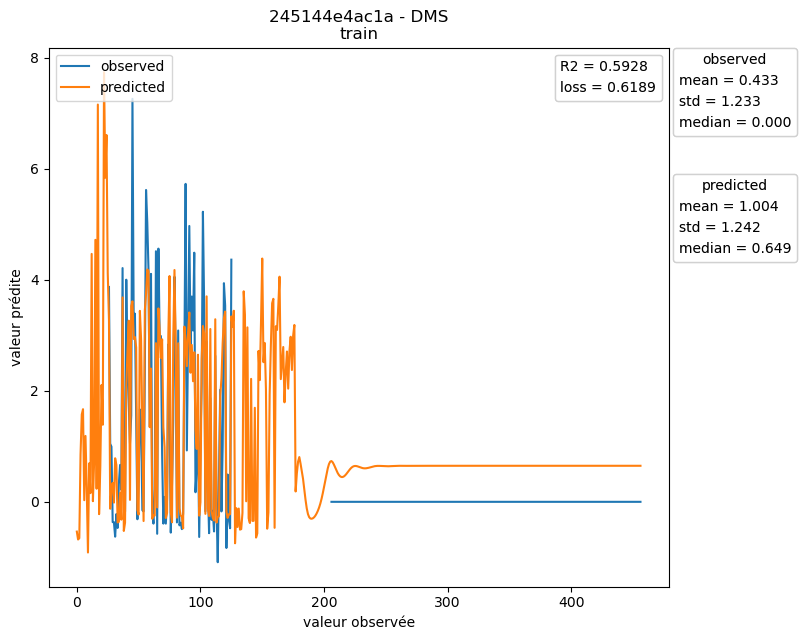 245144e4ac1a - DMS
train
observed
predicted
R2 = 0.5928
loss = 0.6189
observed
mean = 0.433
std = 1.233
median = 0.000
predicted
mean = 1.004
std = 1.242
median = 0.649
valeur prédite
8
6
4
2
0
0
100
200
300
400
valeur observée